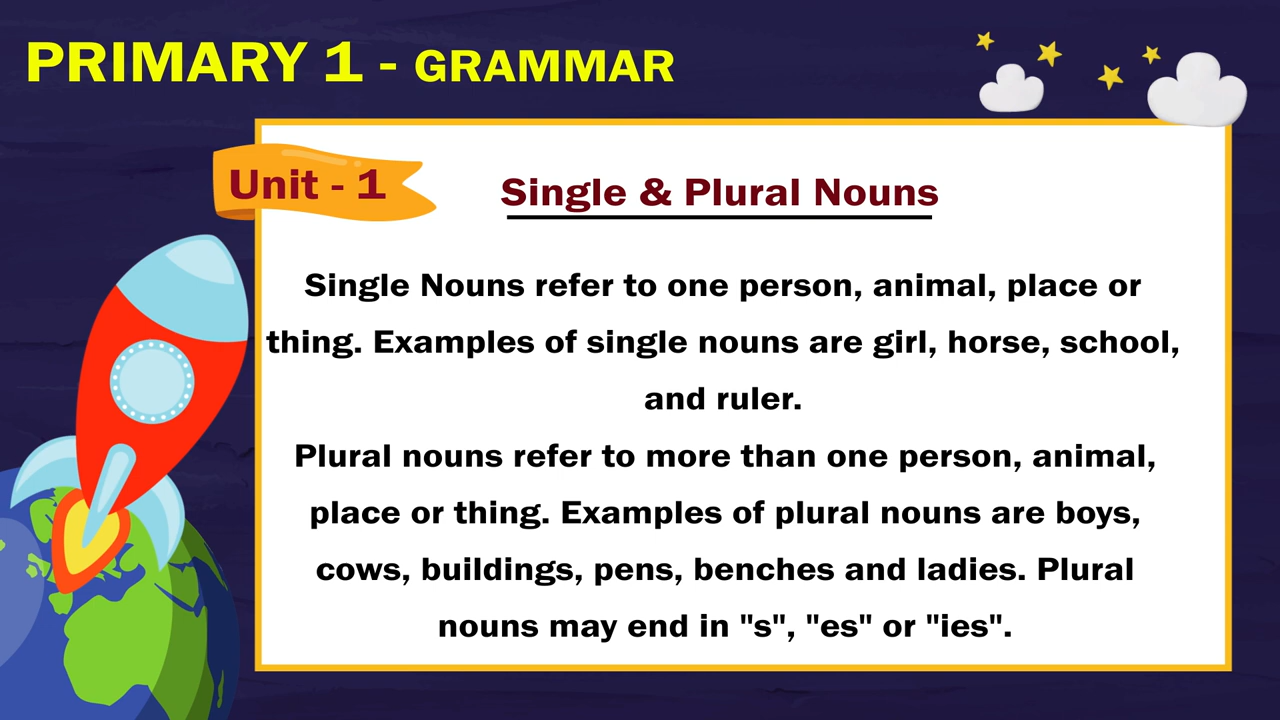 PRIMARY 1 - GRAMMAR
Unit - 1
Single & Plural Nouns
Single Nouns refer to one person, animal, place or
thing. Examples of single nouns are girl, horse, school,
and ruler.
Plural nouns refer to more than one person, animal,
place or thing. Examples of plural nouns are boys,
cows, buildings, pens, benches and ladies. Plural
nouns may end in "s", "es" or "ies".